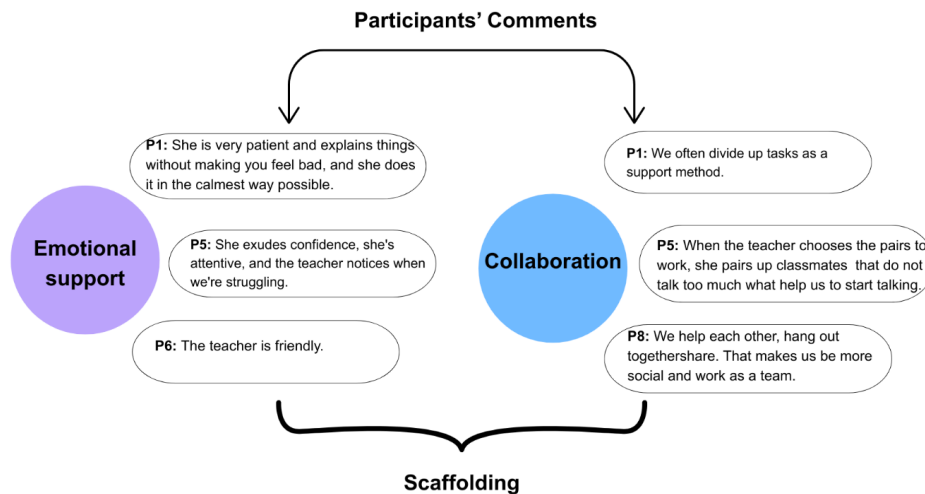 Participants’ Comments
P1: She is very patient and explains things
without making you feel bad, and she does
it in the calmest way possible.
Emotional
support
P5: She exudes confidence, she's
attentive, and the teacher notices when
we're struggling.
P6: The teacher is friendly.
P1: We often divide up tasks as a
support method.
Collaboration
P5: When the teacher chooses the pairs to
work, she pairs up classmates that do not
talk too much what help us to start talking.
P8: We help each other, hang out
togethershare. That makes us be more
social and work as a team.
Scaffolding